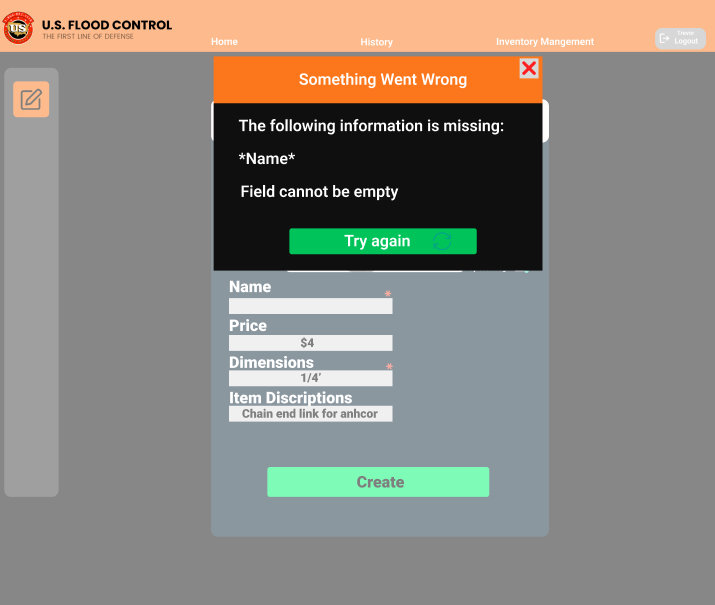 U.S. FLOOD CONTROL
THE FIRST LINE OF DEFENSE
Home
History
Inventory Mangement
Trevor
Logout
Something Went Wrong
The following information is missing:
*Name*
Field cannot be empty
Try again
Name
*
Price
$4
Dimensions
*
1/4'
Item Discriptions
Chain end link for anhcor
Create